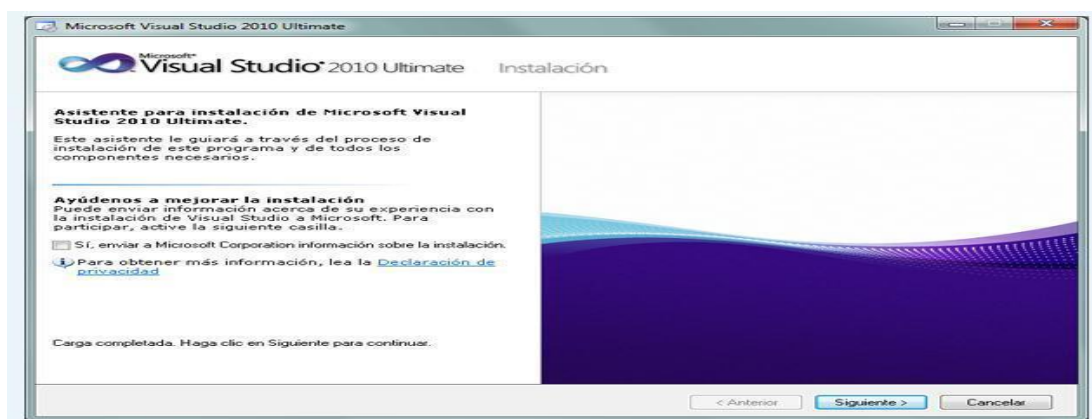 Microsoft Visual Studio 2010 Ultimate
Microsoft®
Visual Studio® 2010 Ultimate Instalación
Asistente para instalación de Microsoft Visual
Studio 2010 Ultimate.
Este asistente le guiará a través del proceso de
instalación de este programa y de todos los
componentes necesarios.
Ayúdenos a mejorar la instalación
Puede enviar información acerca de su experiencia con
la instalación de Visual Studio a Microsoft. Para
participar, active la siguiente casilla.
Sí, enviar a Microsoft Corporation información sobre la instalación.
Para obtener más información, lea la Declaración de
privacidad
Carga completada. Haga clic en Siguiente para continuar.
< Anterior Siguiente > Cancelar